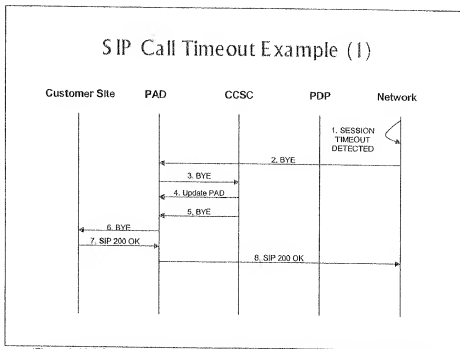 SIP Call Timeout Example (1)
Customer Site PAD CCSC PDP Network
1. SESSION
TIMEOUT
DETECTED
2. BYE
3. BYE
4. Update PAD
5. BYE
6. BYE
7. SIP 200 OK
8. SIP 200 OK